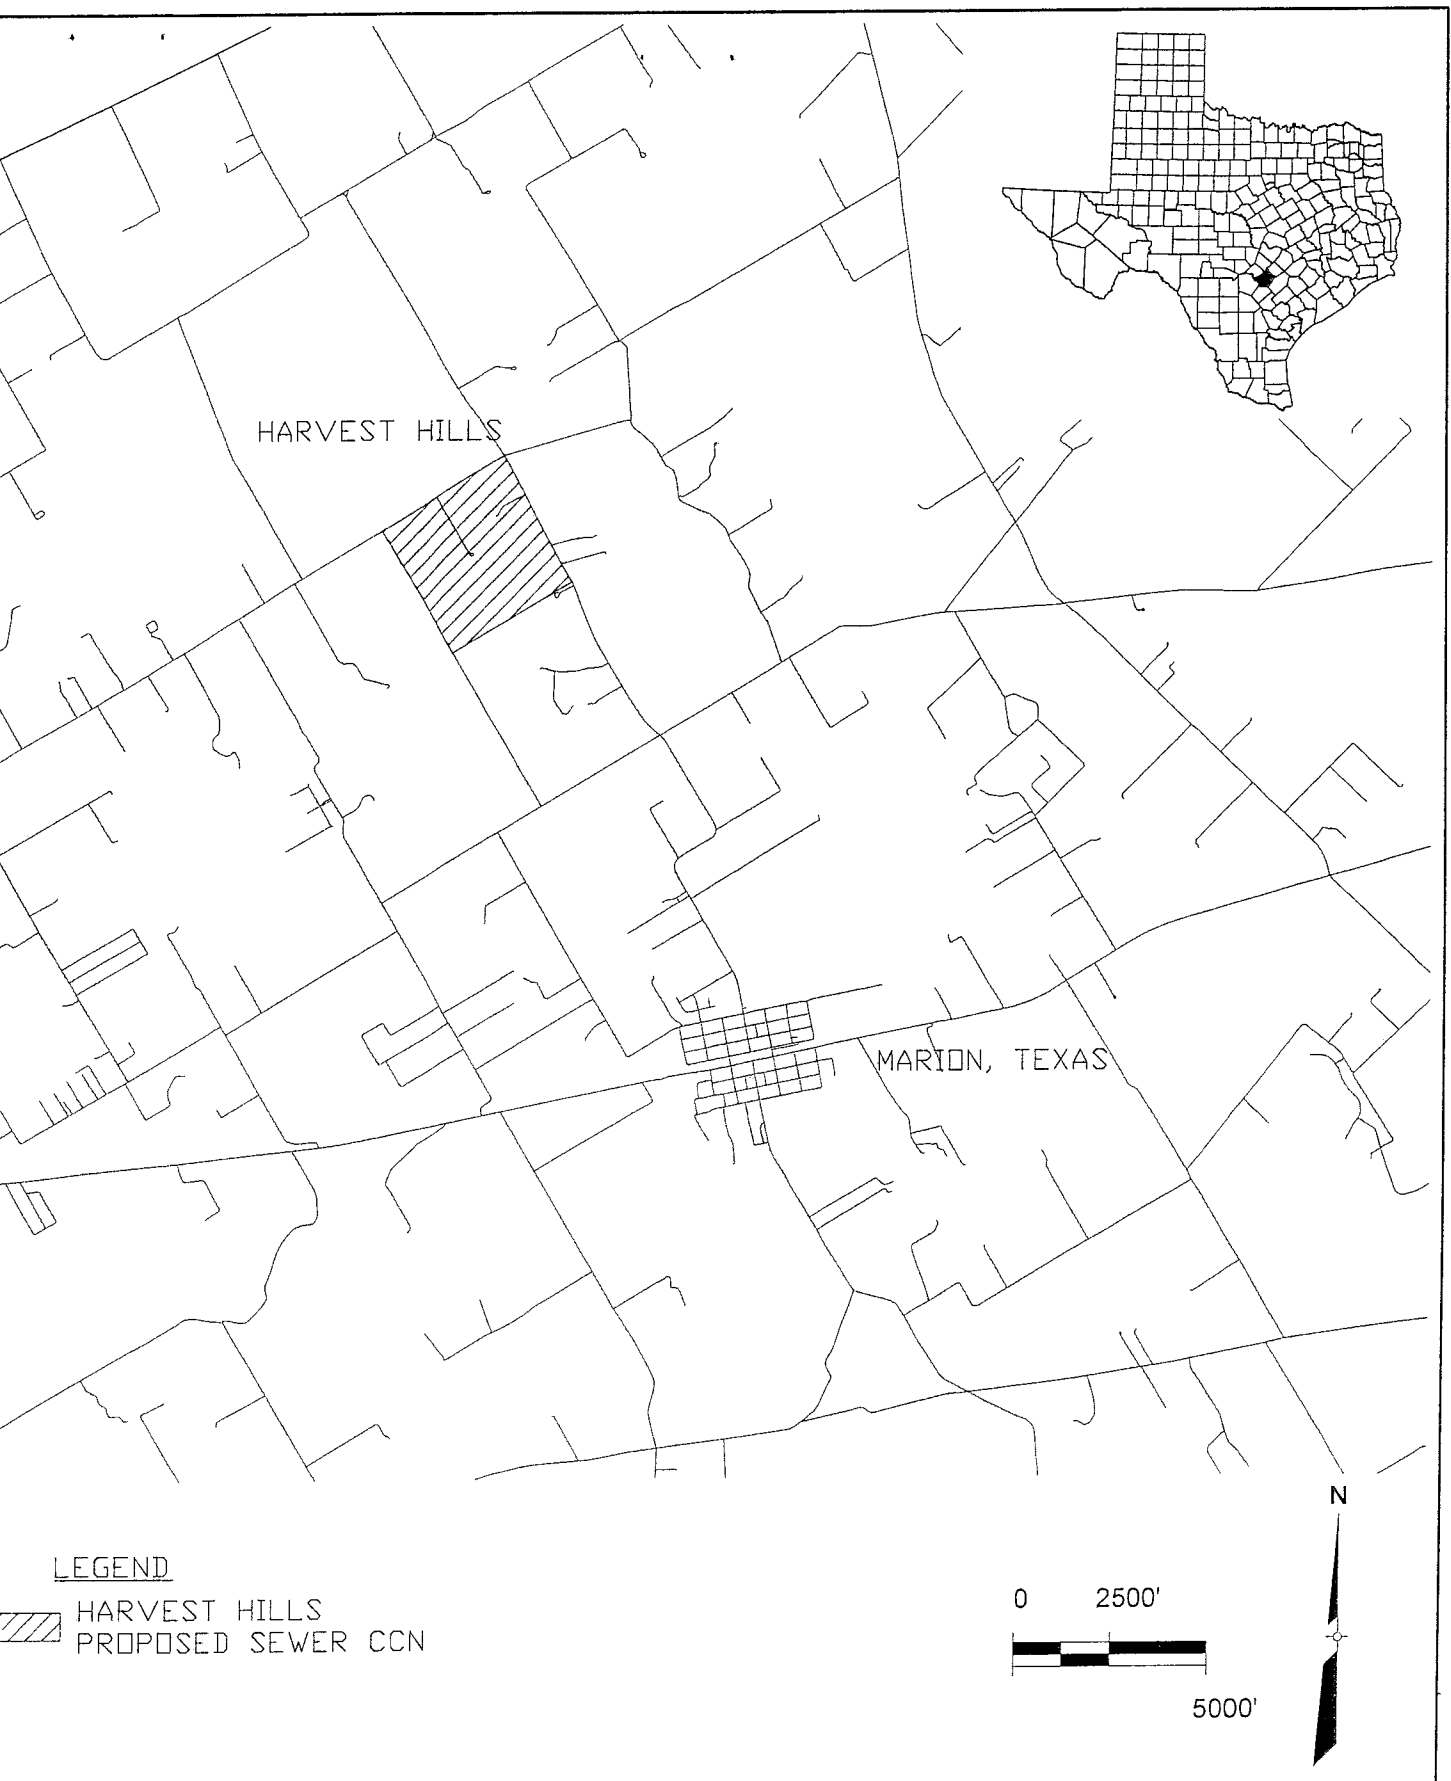 HARVEST HILLS
MARION, TEXAS
N
LEGEND
HARVEST HILLS
PROPOSED SEWER CCN
0 2500'
5000'